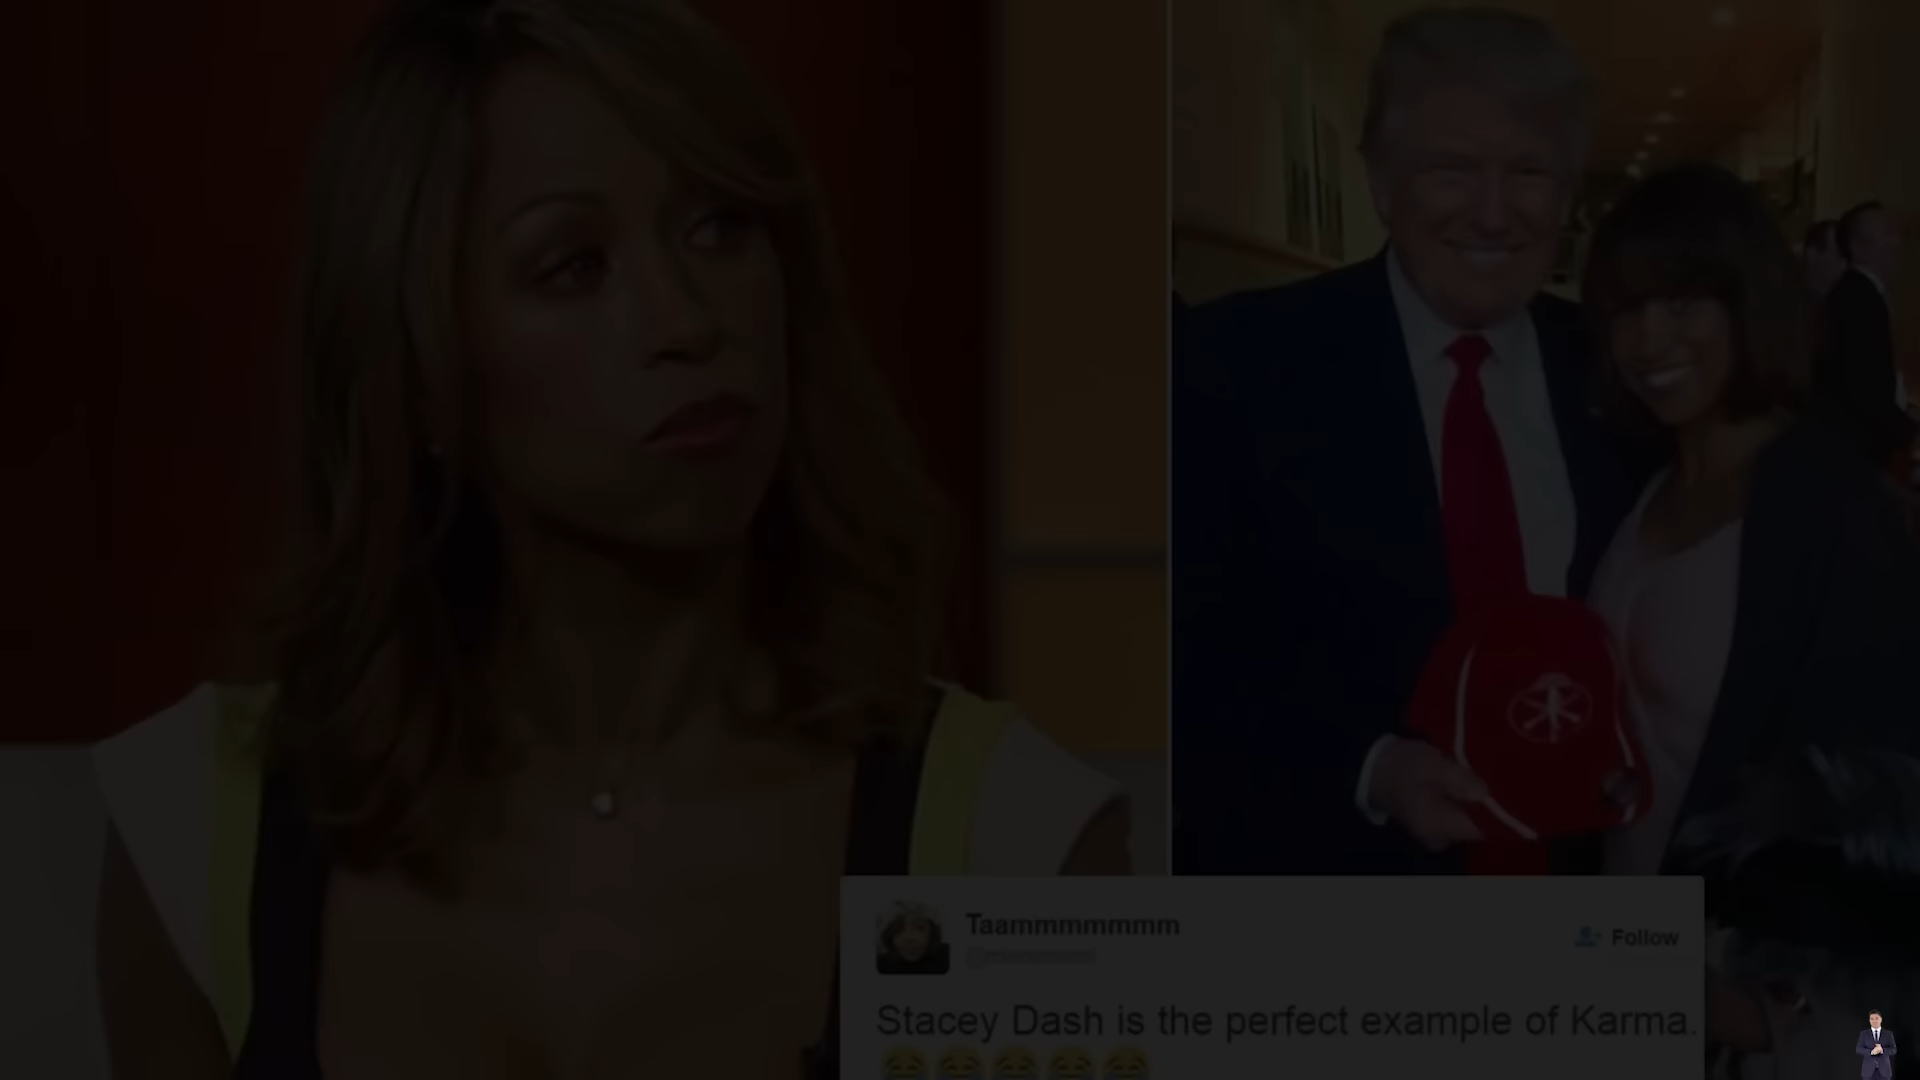 Taammmmmmm
Follow
Stacey Dash is the perfect example of Karma.
😂😂😂😂😂